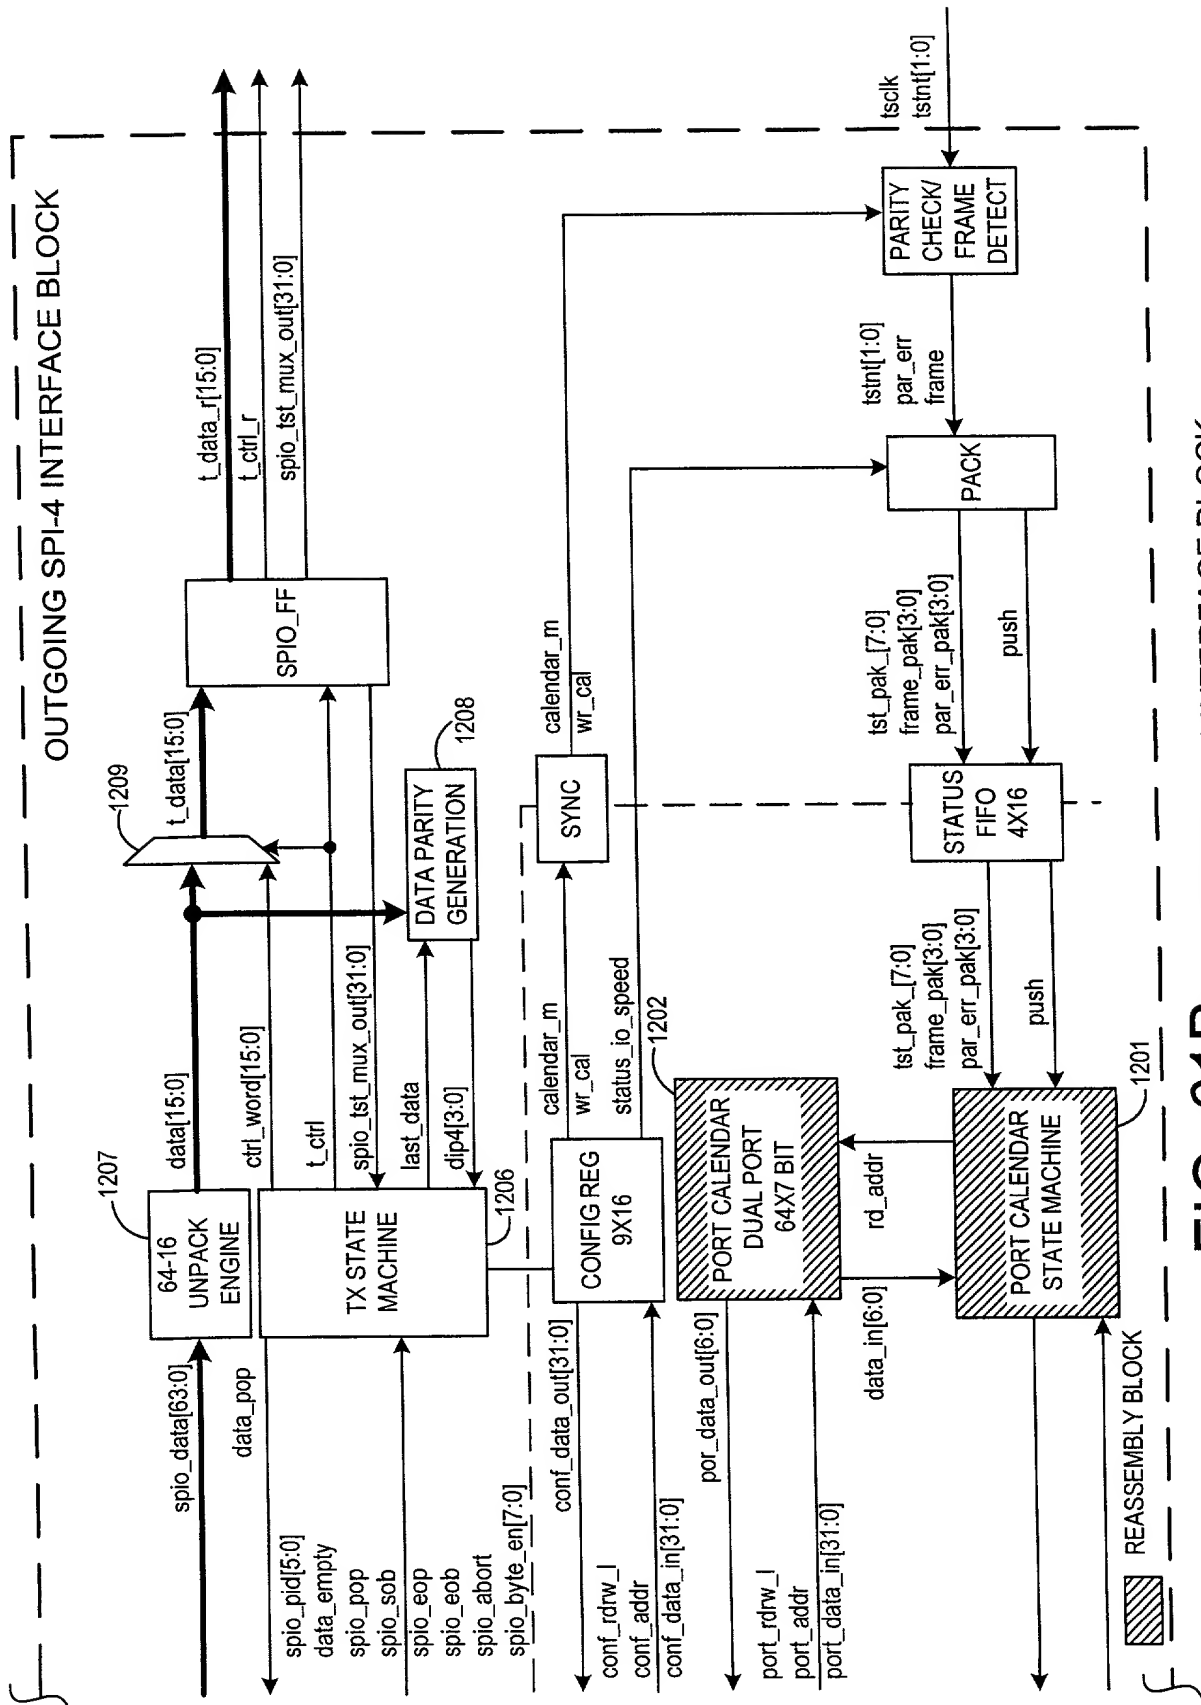 OUTGOING SPI-4 INTERFACE BLOCK
spio_data[63:0]
1207
64-16
UNPACK
ENGINE
data[15:0]
1209
t_data[15:0]
SPIO_FF
t_data_r[15:0]
t_ctrl_r
spio_tst_mux_out[31:0]
data_pop
spio_pid[5:0]
data_empty
spio_pop
spio_sob
spio_eop
spio_eob
spio_abort
spio_byte_en[7:0]
TX STATE
MACHINE
1206
ctrl_word[15:0]
t_ctrl
spio_tst_mux_out[31:0]
last_data
dip4[3:0]
DATA PARITY
GENERATION
1208
conf_data_out[31:0]
conf_rdrw_l
conf_addr
conf_data_in[31:0]
CONFIG REG
9X16
calendar_m
wr_cal
status_io_speed
SYNC
calendar_m
wr_cal
por_data_out[6:0]
port_rdrw_l
port_addr
port_data_in[31:0]
PORT CALENDAR
DUAL PORT
64X7 BIT
1202
data_in[6:0]
rd_addr
PORT CALENDAR
STATE MACHINE
1201
tst_pak_[7:0]
frame_pak[3:0]
par_err_pak[3:0]
push
STATUS
FIFO
4X16
tst_pak_[7:0]
frame_pak[3:0]
par_err_pak[3:0]
push
PACK
tstnt[1:0]
par_err
frame
PARITY
CHECK/
FRAME
DETECT
tsclk
tstnt[1:0]
REASSEMBLY BLOCK